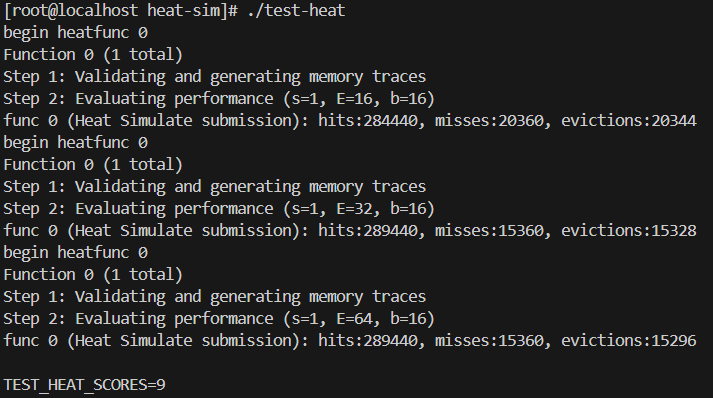 [root@localhost heat-sim]# ./test-heat
begin heatfunc 0
Function 0 (1 total)
Step 1: Validating and generating memory traces
Step 2: Evaluating performance (s=1, E=16, b=16)
func 0 (Heat Simulate submission): hits:284440, misses:20360, evictions:20344
begin heatfunc 0
Function 0 (1 total)
Step 1: Validating and generating memory traces
Step 2: Evaluating performance (s=1, E=32, b=16)
func 0 (Heat Simulate submission): hits:289440, misses:15360, evictions:15328
begin heatfunc 0
Function 0 (1 total)
Step 1: Validating and generating memory traces
Step 2: Evaluating performance (s=1, E=64, b=16)
func 0 (Heat Simulate submission): hits:289440, misses:15360, evictions:15296
TEST_HEAT_SCORES=9